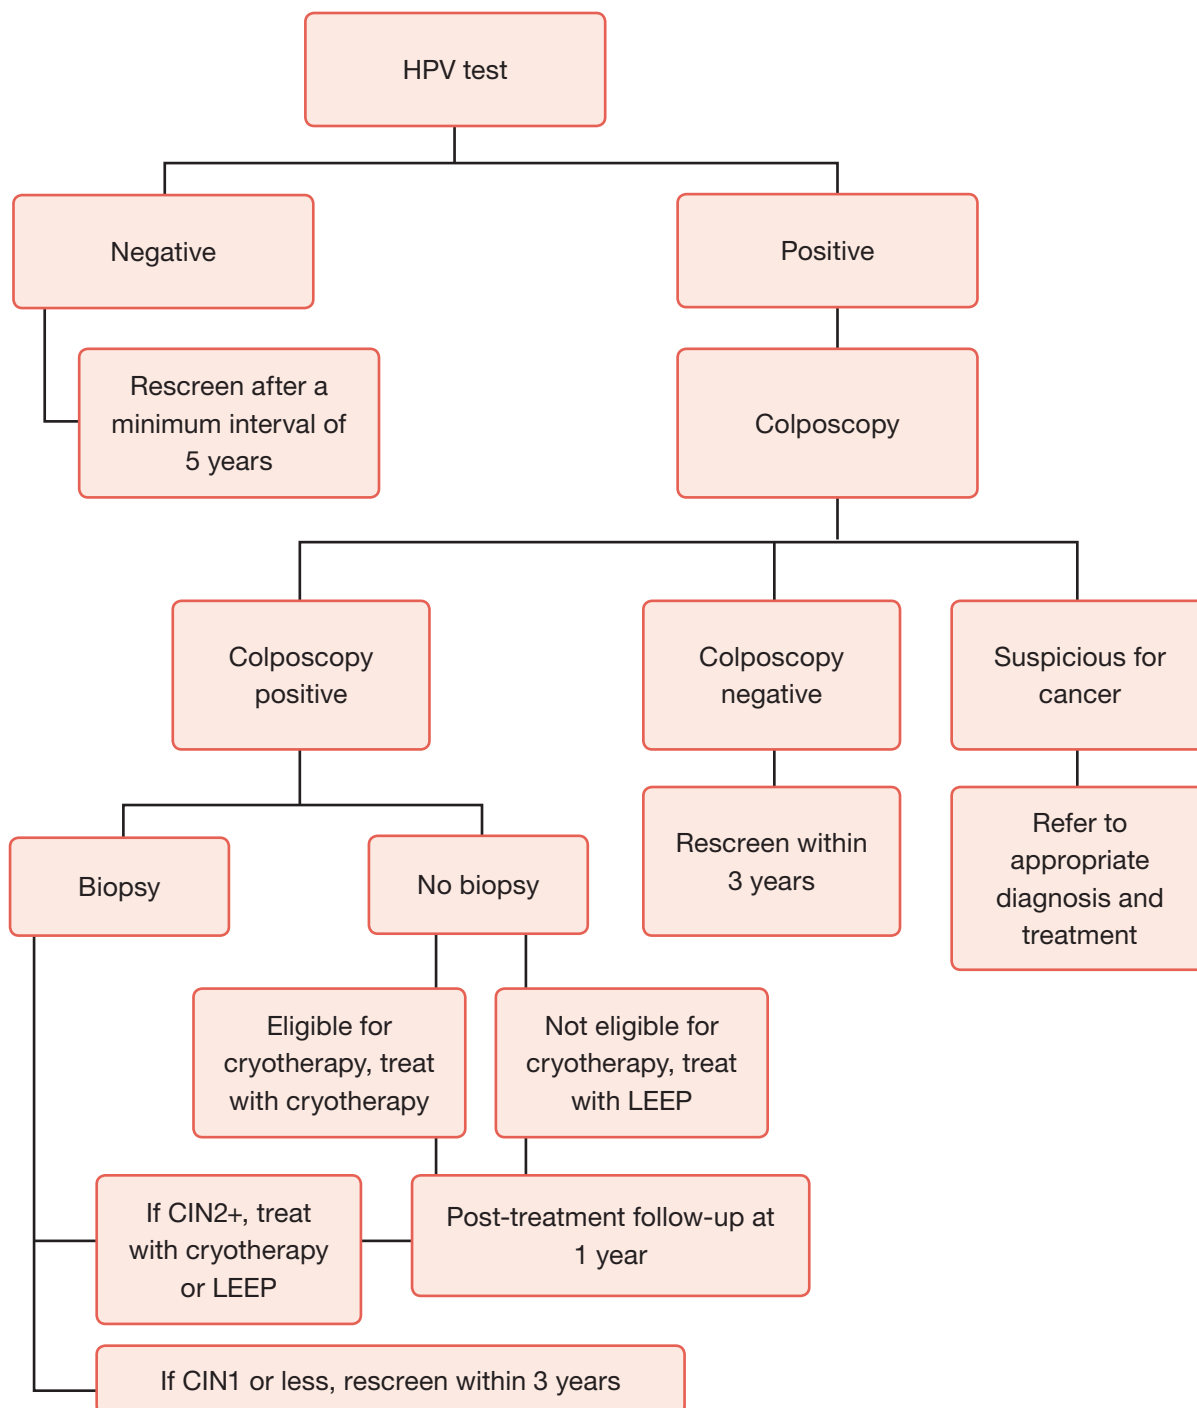 HPV test
Negative
Positive
Rescreen after a
minimum interval of
5 years
Colposcopy
Colposcopy
positive
Colposcopy
negative
Suspicious for
cancer
Biopsy
No biopsy
Rescreen within
3 years
Refer to
appropriate
diagnosis and
treatment
Eligible for
cryotherapy, treat
with cryotherapy
Not eligible for
cryotherapy, treat
with LEEP
If CIN2+, treat
with cryotherapy
or LEEP
Post-treatment follow-up at
1 year
If CIN1 or less, rescreen within 3 years